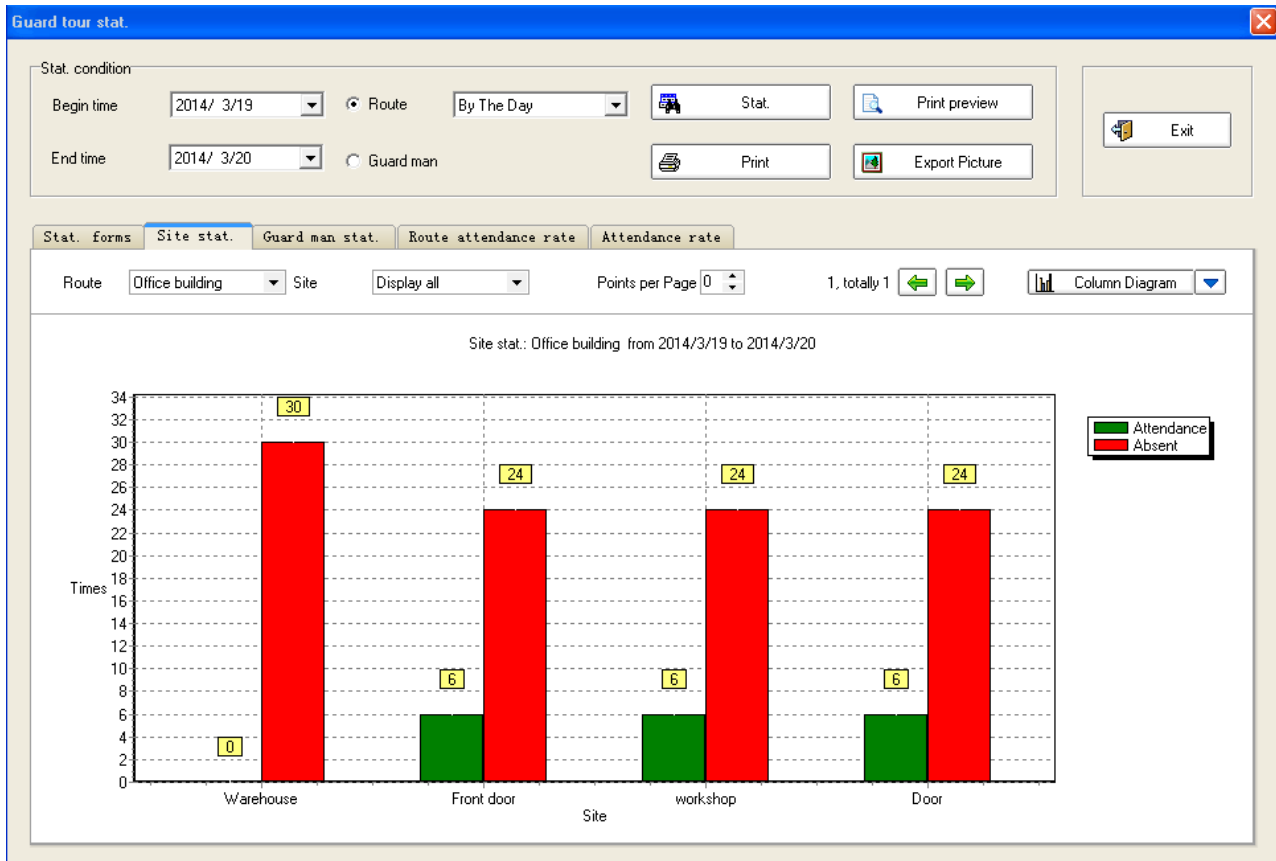 Guard tour stat.
Stat. condition
Begin time 2014/ 3/19 Route By The Day Stat. Print preview
Exit
End time 2014/ 3/20 Guard man Print Export Picture
Stat. forms Site stat. Guard man stat. Route attendance rate Attendance rate
Route Office building Site Display all Points per Page 0 1, totally 1 Column Diagram
Site stat.: Office building from 2014/3/19 to 2014/3/20
34
30
32
Attendance
30
Absent
28
24 24 24
26
24
22
20
18
Times
16
14
12
10
6 6 6
8
6
4
0
2
0
Warehouse Front door workshop Door
Site